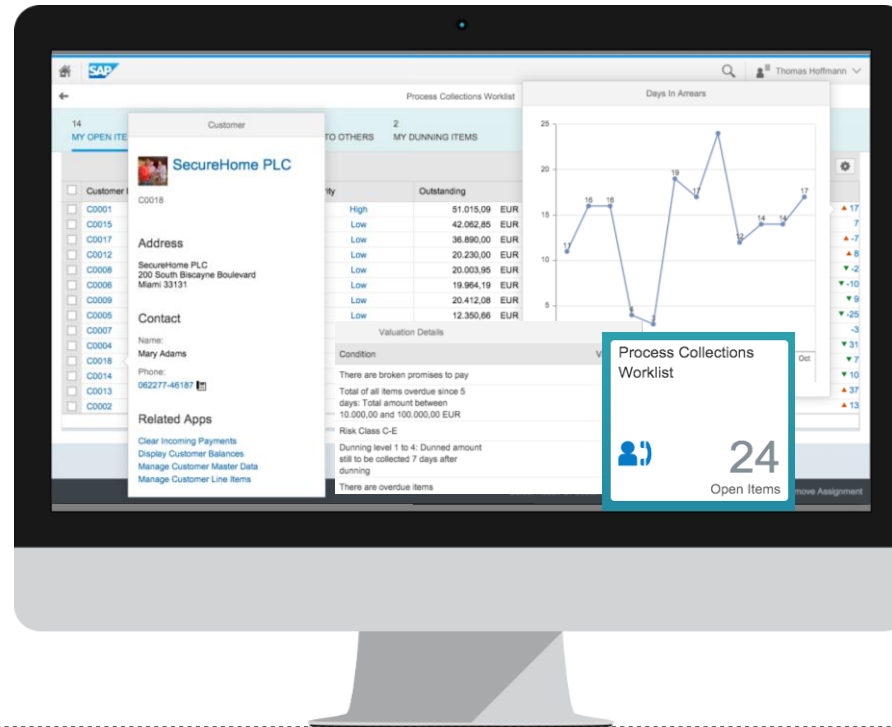 SAP
Thomas Hoffmann
Process Collections Worklist
14
MY OPEN ITE
TO OTHERS
2
MY DUNNING ITEMS
Customer
SecureHome PLC
C0018
Address
SecureHome PLC
200 South Biscayne Boulevard
Miami 33131
Contact
Name:
Mary Adams
Phone:
062277-46187
Related Apps
Clear Incoming Payments
Display Customer Balances
Manage Customer Master Data
Manage Customer Line Items
Customer Outstanding
C0001 High 51.015,09 EUR 17
C0015 Low 42.062,85 EUR 7
C0017 Low 36.890,00 EUR -7
C0012 Low 20.230,00 EUR 8
C0008 Low 20.003,95 EUR -2
C0006 Low 19.964,19 EUR -10
C0009 Low 20.412,08 EUR 9
C0005 Low 12.350,66 EUR -25
C0007 -3
C0004 31
C0018 7
C0014 10
C0013 37
C0002 13
Days In Arrears
25
20
15
10
5
11
16
16
19
17
12
14
14
17
Oct
Valuation Details
Condition
There are broken promises to pay
Total of all items overdue since 5
days: Total amount between
10.000,00 and 100.000,00 EUR
Risk Class C-E
Dunning level 1 to 4: Dunned amount
still to be collected 7 days after
dunning
There are overdue items
Process Collections
Worklist
24
Open Items
move Assignment